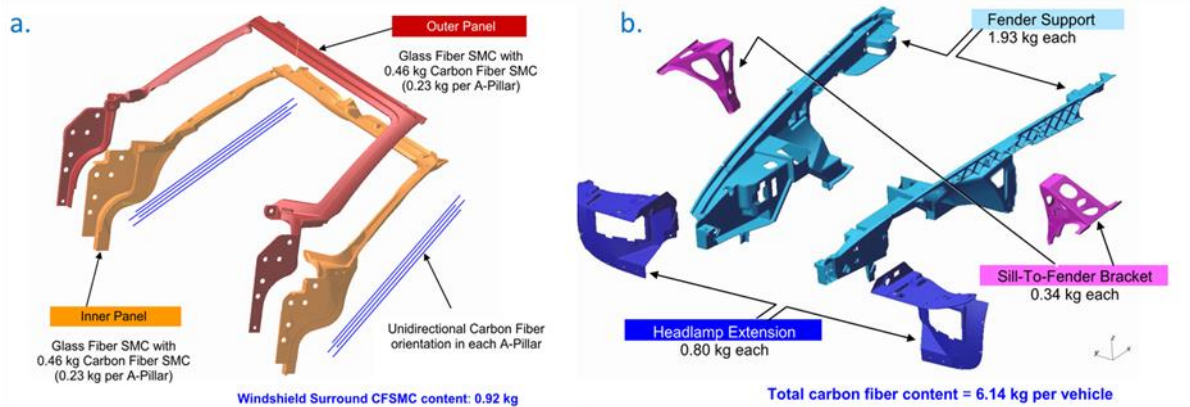 a.
Outer Panel
Glass Fiber SMC with
0.46 kg Carbon Fiber SMC
(0.23 kg per A-Pillar)
Inner Panel
Glass Fiber SMC with
0.46 kg Carbon Fiber SMC
(0.23 kg per A-Pillar)
Unidirectional Carbon Fiber
orientation in each A-Pillar
Windshield Surround CFSMC content: 0.92 kg
b.
Fender Support
1.93 kg each
Sill-To-Fender Bracket
0.34 kg each
Headlamp Extension
0.80 kg each
Total carbon fiber content = 6.14 kg per vehicle